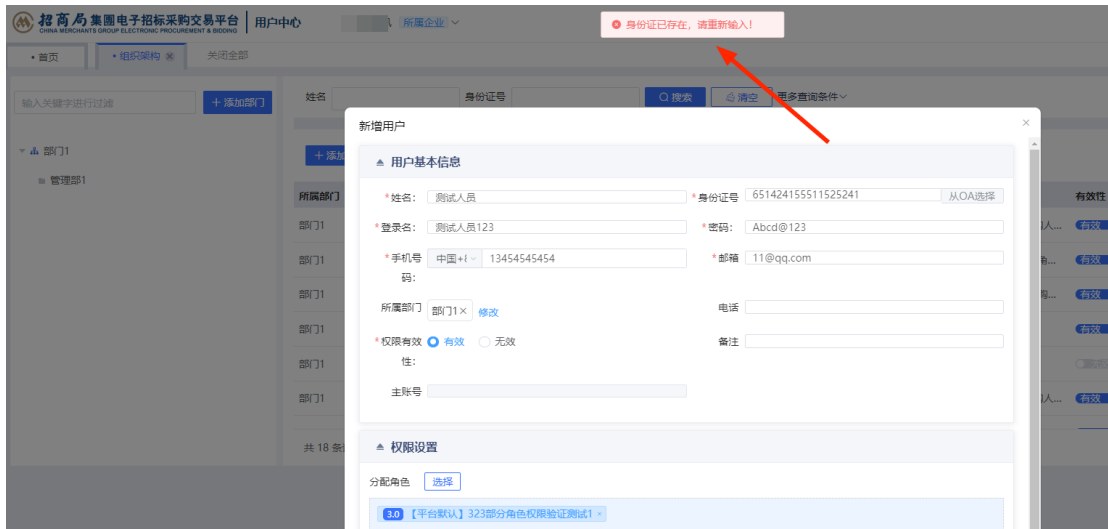 招商局集團电子招标采购交易平台 用户中心 所属企业
CHINA MERCHANTS GROUP ELECTRONIC PROCUREMENT & BIDDING
身份证已存在，请重新输入！
• 首页 • 组织架构 关闭全部
输入关键字进行过滤 + 添加部门 姓名 身份证号 搜索 清空 更多查询条件
新增用户 ×
部门1 + 添加
用户基本信息
管理部1
所属部门 有效性
*姓名： 测试人员 *身份证号 651424155511525241 从OA选择
部门1 有效
*登录名： 测试人员123 *密码： Abcd@123
部门1 有效
*手机号码： 中国+ 13454545454 *邮箱 11@qq.com
部门1 有效
所属部门 部门1× 修改 电话
部门1 有效
*权限有效性： 有效 无效 备注
部门1
主账号
部门1 有效
共 18 条
权限设置
分配角色 选择
3.0 【平台默认】323部分角色权限验证测试1 ×